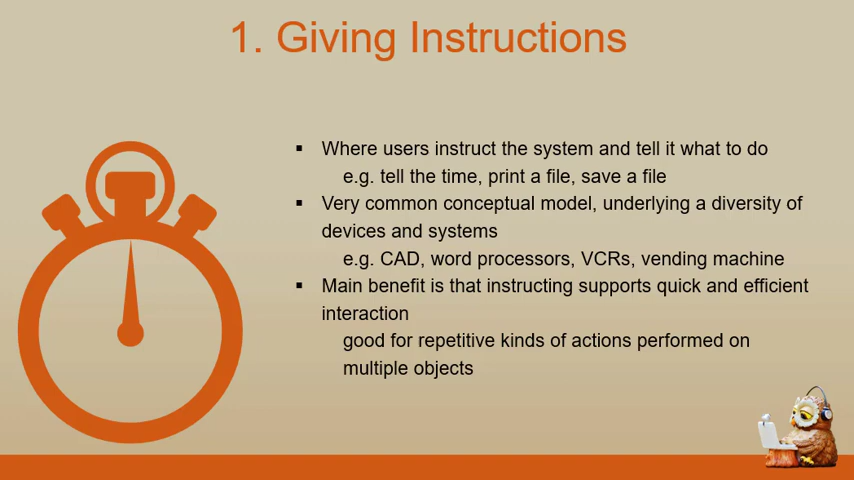 1. Giving Instructions
▪ Where users instruct the system and tell it what to do
e.g. tell the time, print a file, save a file
▪ Very common conceptual model, underlying a diversity of
devices and systems
e.g. CAD, word processors, VCRs, vending machine
▪ Main benefit is that instructing supports quick and efficient
interaction
good for repetitive kinds of actions performed on
multiple objects